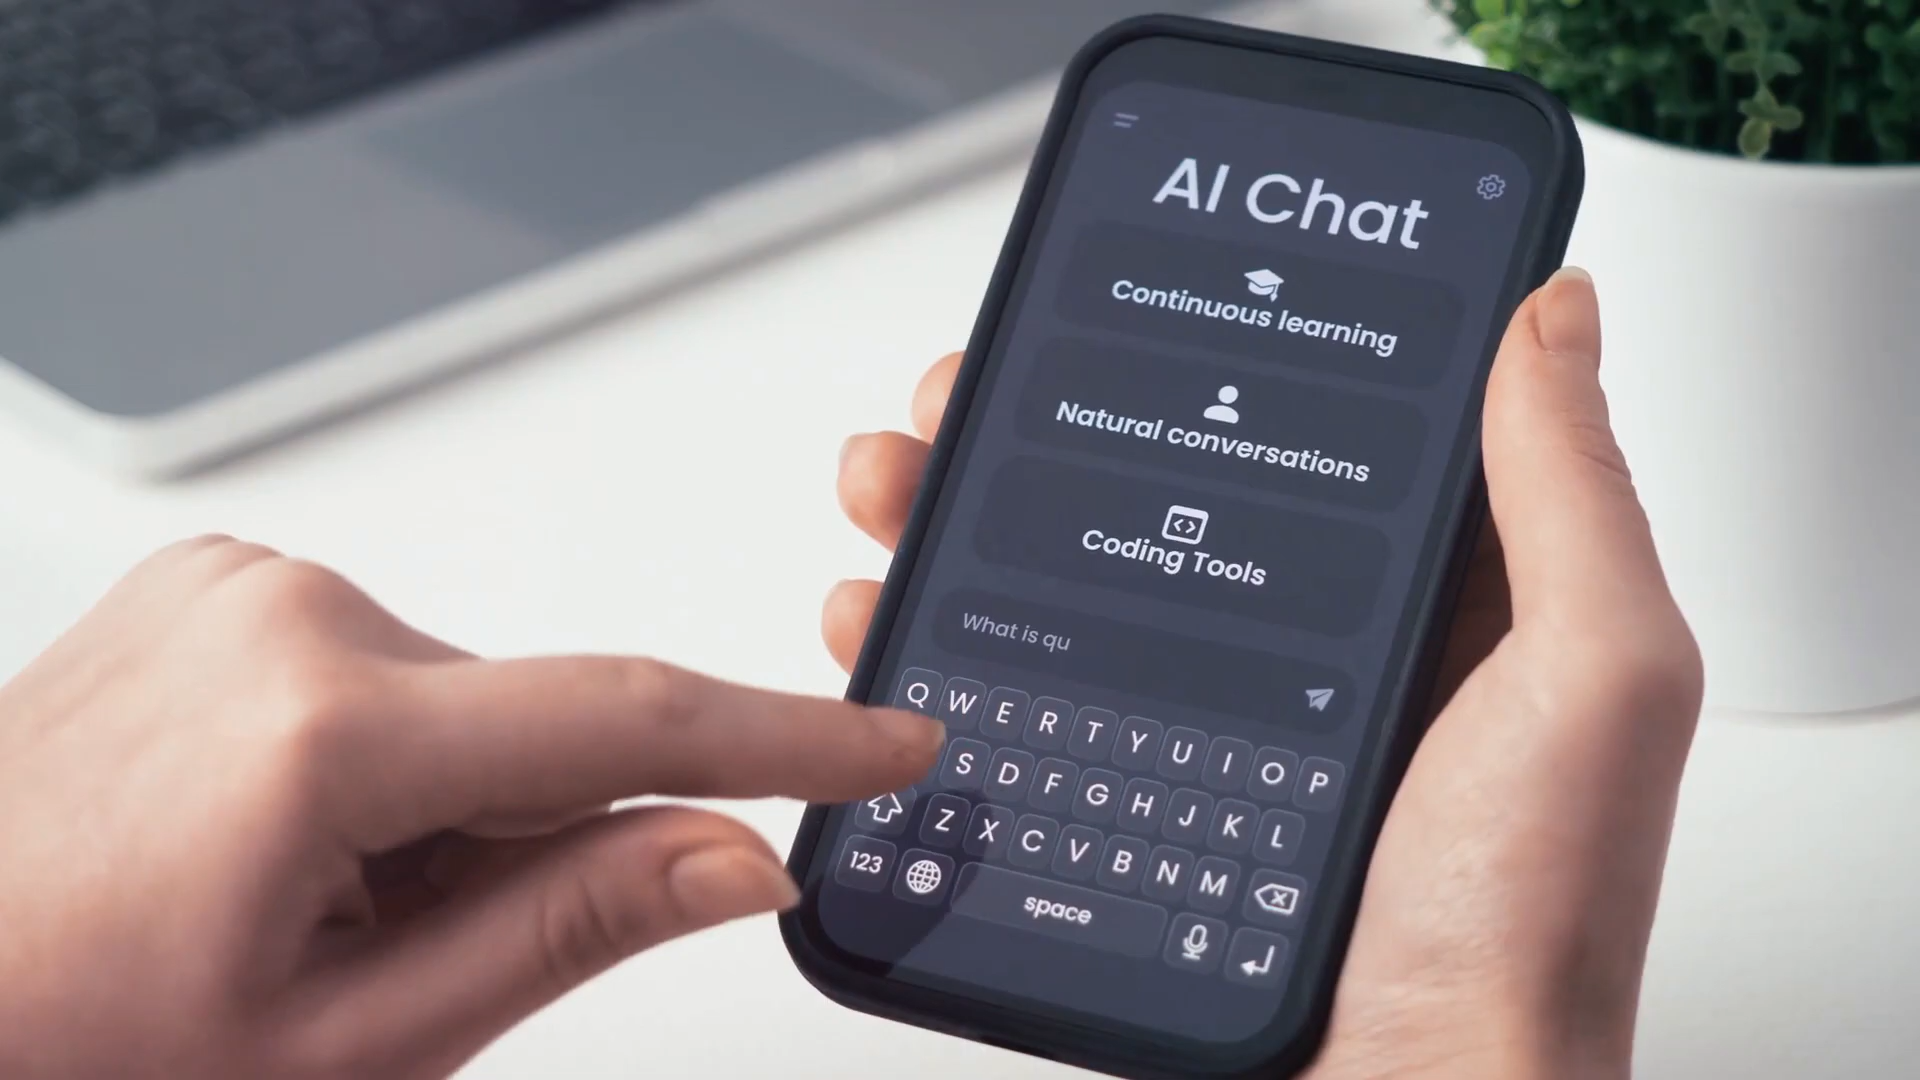 AI Chat
Continuous learning
Natural conversations
Coding Tools
What is qu
Q W E R T Y U I O P
S D F G H J K L
Z X C V B N M
123
space